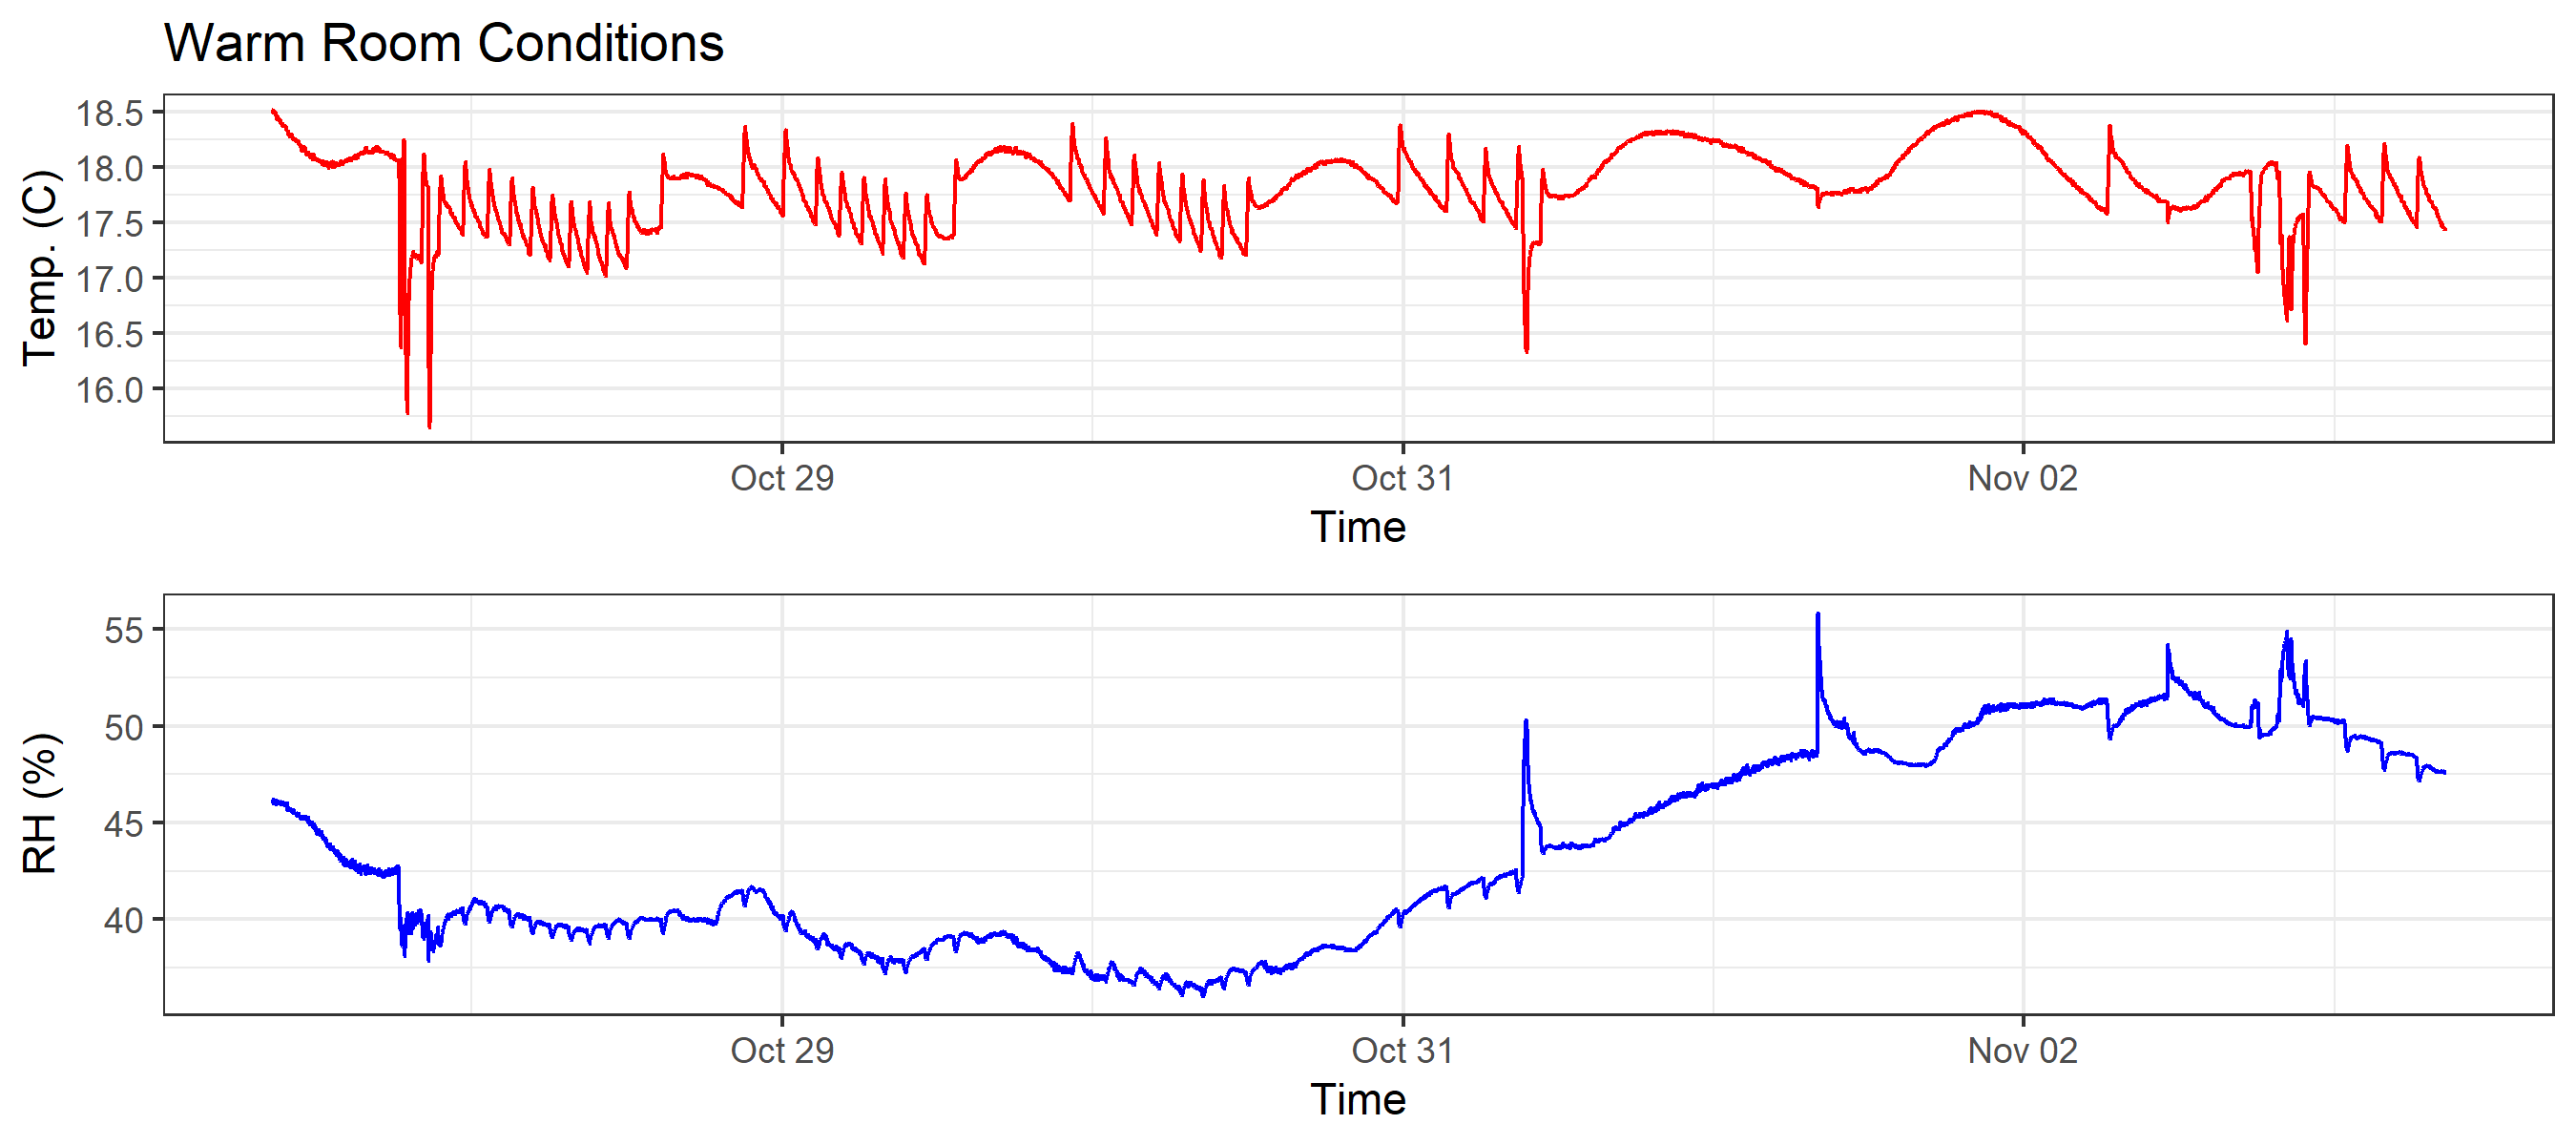 Warm Room Conditions
Temp. (C)
18.5
18.0
17.5
17.0
16.5
16.0
Oct 29 Oct 31 Nov 02
Time
RH (%)
55
50
45
40
Oct 29 Oct 31 Nov 02
Time